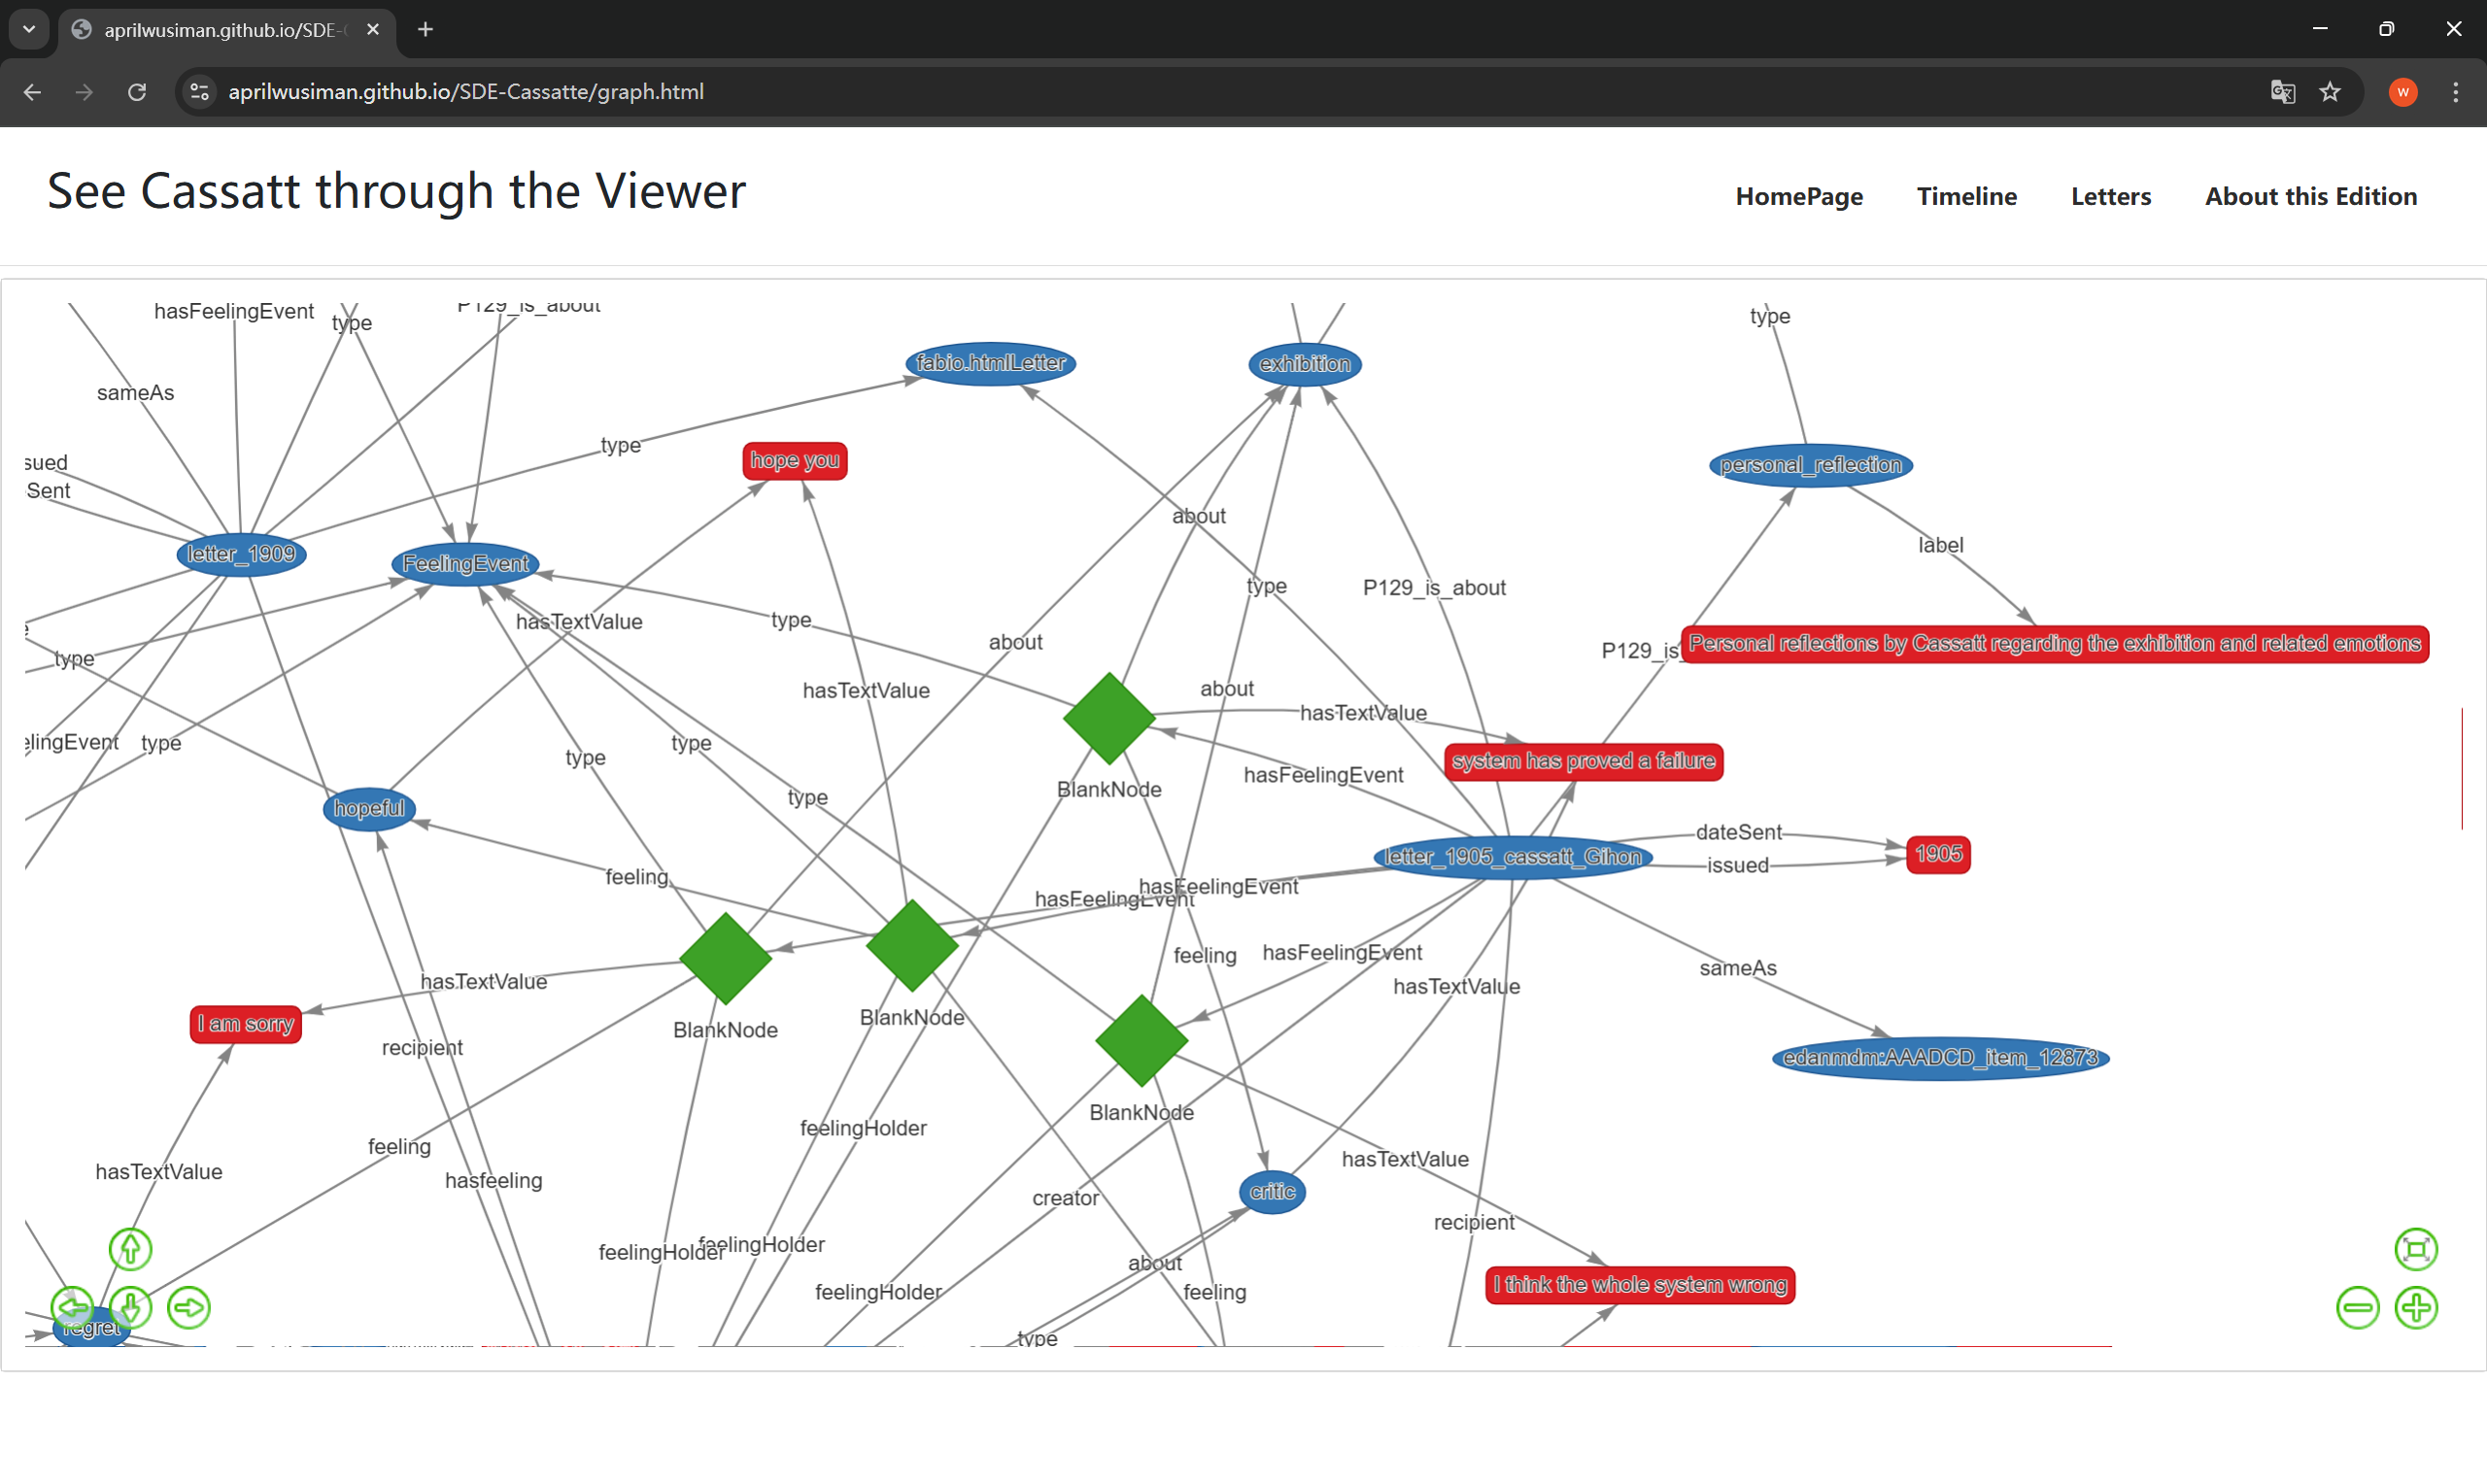 aprilwusiman.github.io/SDE-
aprilwusiman.github.io/SDE-Cassatte/graph.html
W
See Cassatt through the Viewer
HomePage
Timeline
Letters
About this Edition
hasFeelingEvent
type
P129_is_about
type
fabio.htmlLetter
exhibition
sameAs
type
hope you
sued
Sent
personal_reflection
about
label
letter_1909
FeelingEvent
type
P129_is_about
hasTextValue
type
about
P129_is_
Personal reflections by Cassatt regarding the exhibition and related emotions
type
hasTextValue
about
hasTextValue
elingEvent
type
type
type
system has proved a failure
hasFeelingEvent
BlankNode
type
hopeful
dateSent
1905
letter_1905_cassatt_Gihon
issued
feeling
hasFeelingEvent
hasFeelingEvent
feeling
hasFeelingEvent
sameAs
hasTextValue
hasTextValue
I am sorry
BlankNode
BlankNode
recipient
edanmdm:AAADCD_item_12873
BlankNode
feelingHolder
feeling
hasTextValue
hasTextValue
hasfeeling
creator
critic
recipient
feelingHolder
feelingHolder
about
feelingHolder
feeling
I think the whole system wrong
regret
type